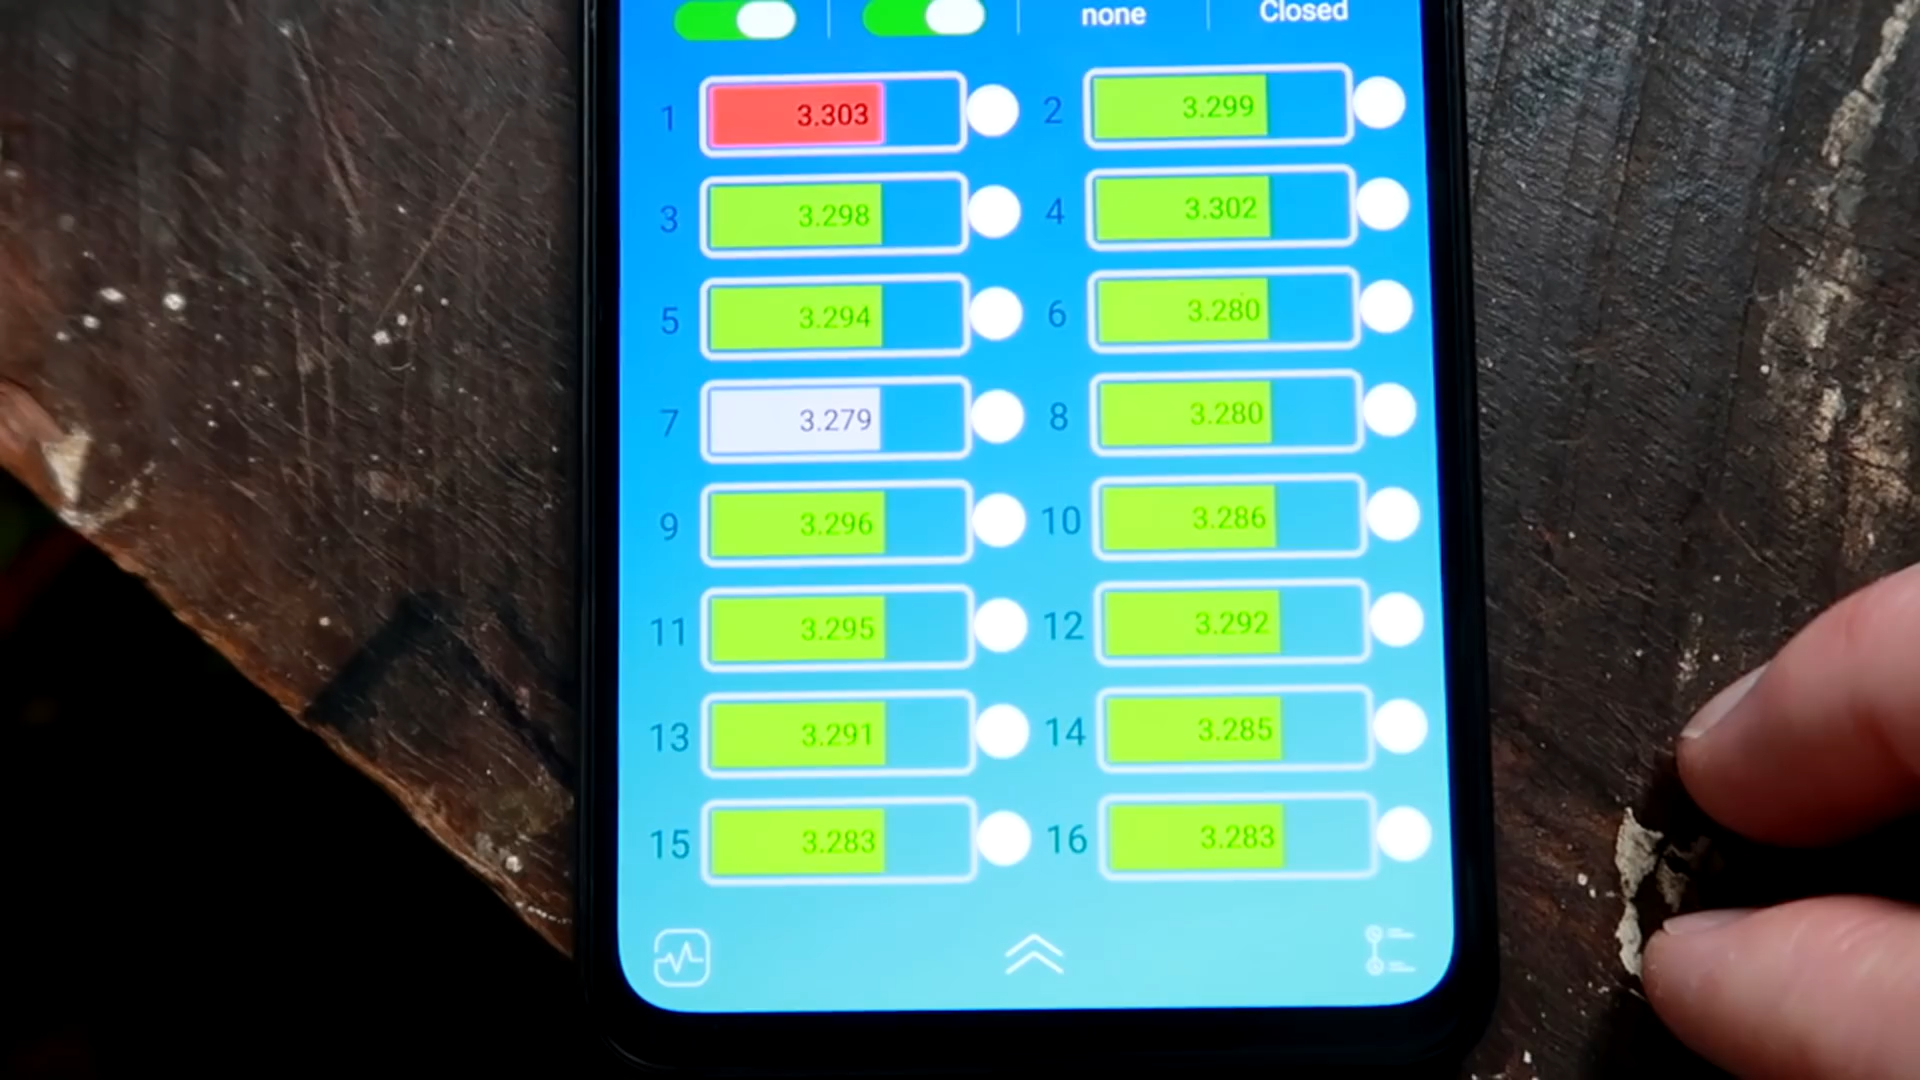 none Closed
1 3.303 2 3.299
3 3.298 4 3.302
5 3.294 6 3.280
7 3.279 8 3.280
9 3.296 10 3.286
11 3.295 12 3.292
13 3.291 14 3.285
15 3.283 16 3.283